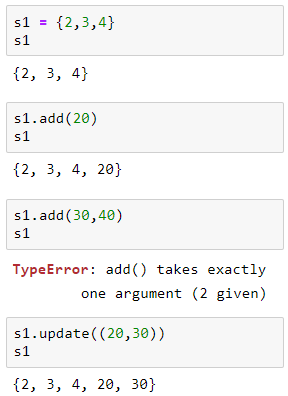 s1 = {2,3,4}
s1
{2, 3, 4}
s1.add(20)
s1
{2, 3, 4, 20}
s1.add(30,40)
s1
TypeError: add() takes exactly
one argument (2 given)
s1.update((20,30))
s1
{2, 3, 4, 20, 30}